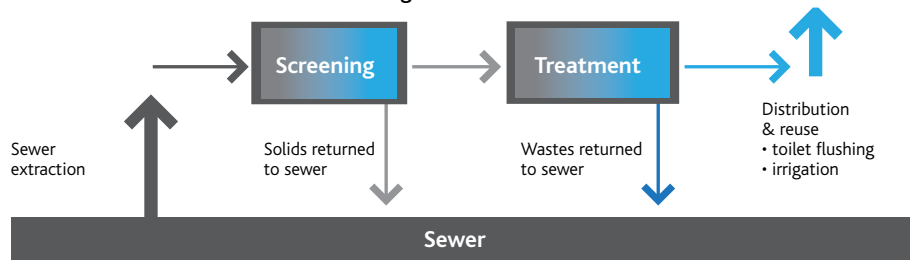 Screening
Treatment
Sewer
extraction
Solids returned
to sewer
Wastes returned
to sewer
Distribution
& reuse
• toilet flushing
• irrigation
Sewer